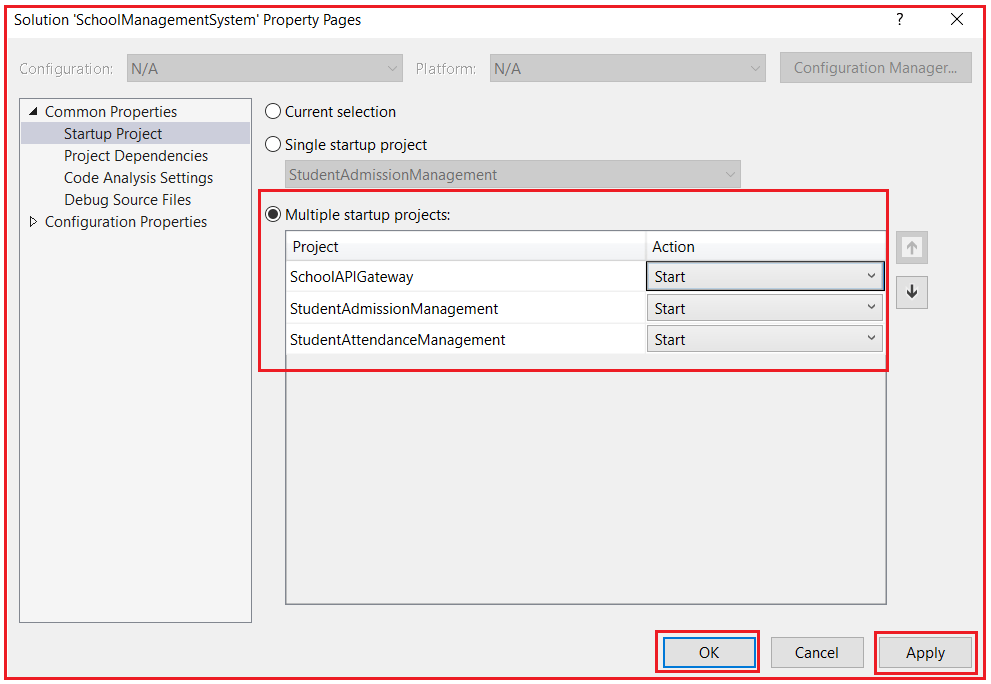 Solution 'SchoolManagementSystem' Property Pages
?
Configuration: N/A Platform: N/A Configuration Manager...
Common Properties
Startup Project
Project Dependencies
Code Analysis Settings
Debug Source Files
Configuration Properties
Current selection
Single startup project
StudentAdmissionManagement
Multiple startup projects:
Project Action
SchoolAPIGateway Start
StudentAdmissionManagement Start
StudentAttendanceManagement Start
OK Cancel Apply